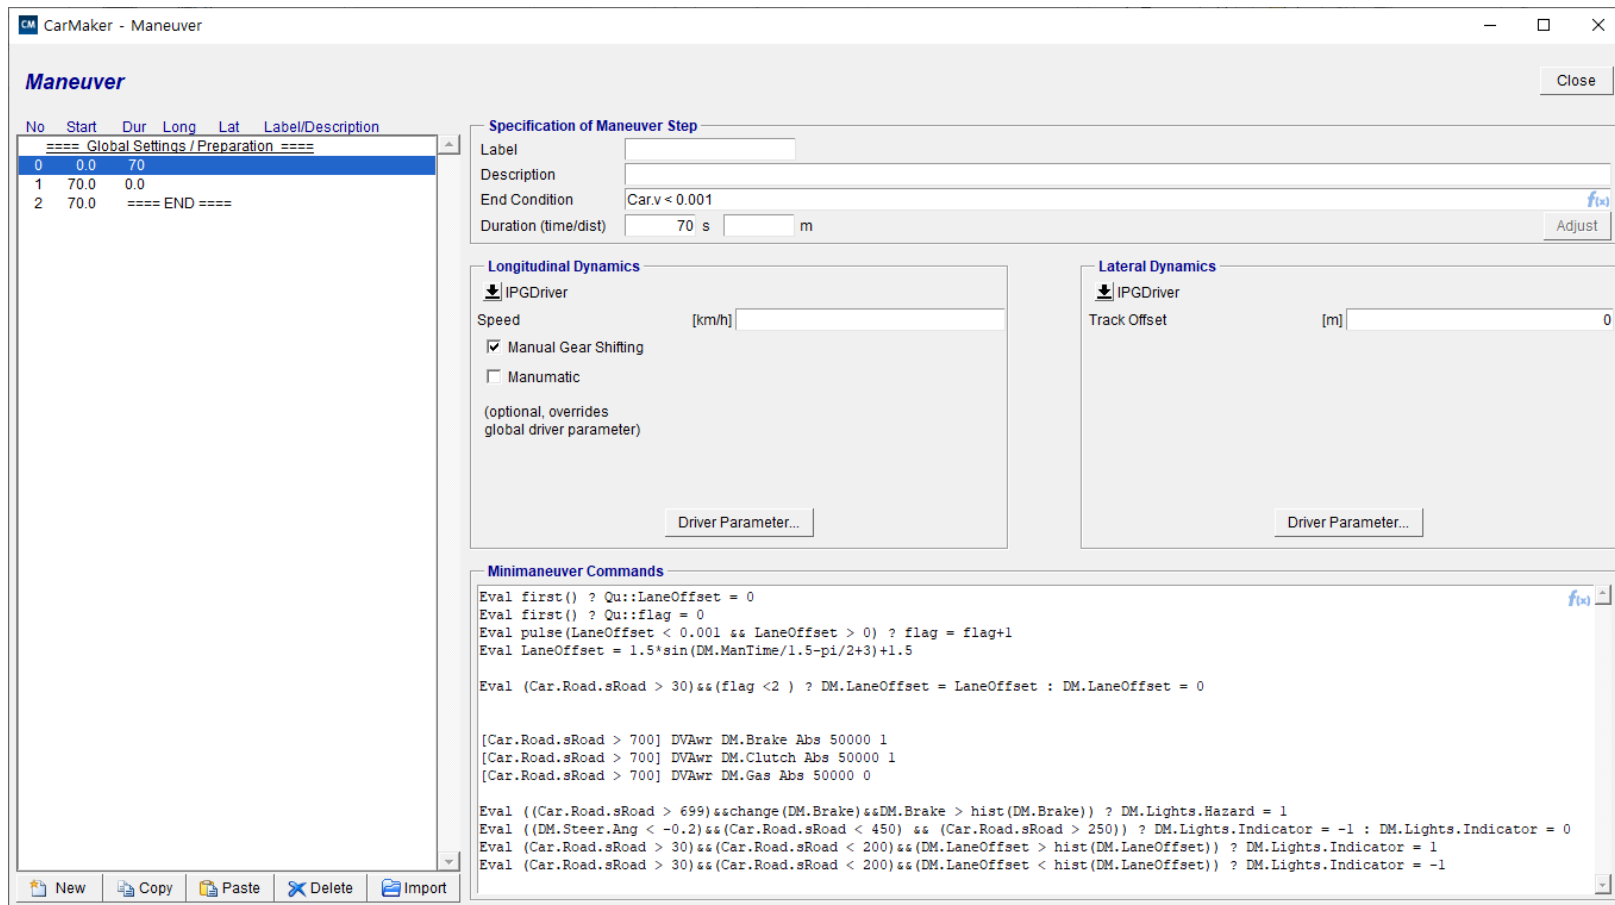 CM CarMaker - Maneuver
Maneuver
Close
No Start Dur Long Lat Label/Description
==== Global Settings / Preparation ====
0 0.0 70
1 70.0 0.0
2 70.0 ==== END ====
New Copy Paste Delete Import
Specification of Maneuver Step
Label
Description
End Condition Car.v < 0.001 f(x)
Duration (time/dist) 70 s m Adjust
Longitudinal Dynamics
IPGDriver
Speed [km/h]
Manual Gear Shifting
Manumatic
(optional, overrides
global driver parameter)
Driver Parameter...
Lateral Dynamics
IPGDriver
Track Offset [m] 0
Driver Parameter...
Minimaneuver Commands
f(x)
Eval first() ? Qu::LaneOffset = 0
Eval first() ? Qu::flag = 0
Eval pulse(LaneOffset < 0.001 && LaneOffset > 0) ? flag = flag+1
Eval LaneOffset = 1.5*sin(DM.ManTime/1.5-pi/2+3)+1.5
Eval (Car.Road.sRoad > 30)&&(flag <2 ) ? DM.LaneOffset = LaneOffset : DM.LaneOffset = 0
[Car.Road.sRoad > 700] DVAwr DM.Brake Abs 50000 1
[Car.Road.sRoad > 700] DVAwr DM.Clutch Abs 50000 1
[Car.Road.sRoad > 700] DVAwr DM.Gas Abs 50000 0
Eval ((Car.Road.sRoad > 699)&&change(DM.Brake)&&DM.Brake > hist(DM.Brake)) ? DM.Lights.Hazard = 1
Eval ((DM.Steer.Ang < -0.2)&&(Car.Road.sRoad < 450) && (Car.Road.sRoad > 250)) ? DM.Lights.Indicator = -1 : DM.Lights.Indicator = 0
Eval (Car.Road.sRoad > 30)&&(Car.Road.sRoad < 200)&&(DM.LaneOffset > hist(DM.LaneOffset)) ? DM.Lights.Indicator = 1
Eval (Car.Road.sRoad > 30)&&(Car.Road.sRoad < 200)&&(DM.LaneOffset < hist(DM.LaneOffset)) ? DM.Lights.Indicator = -1